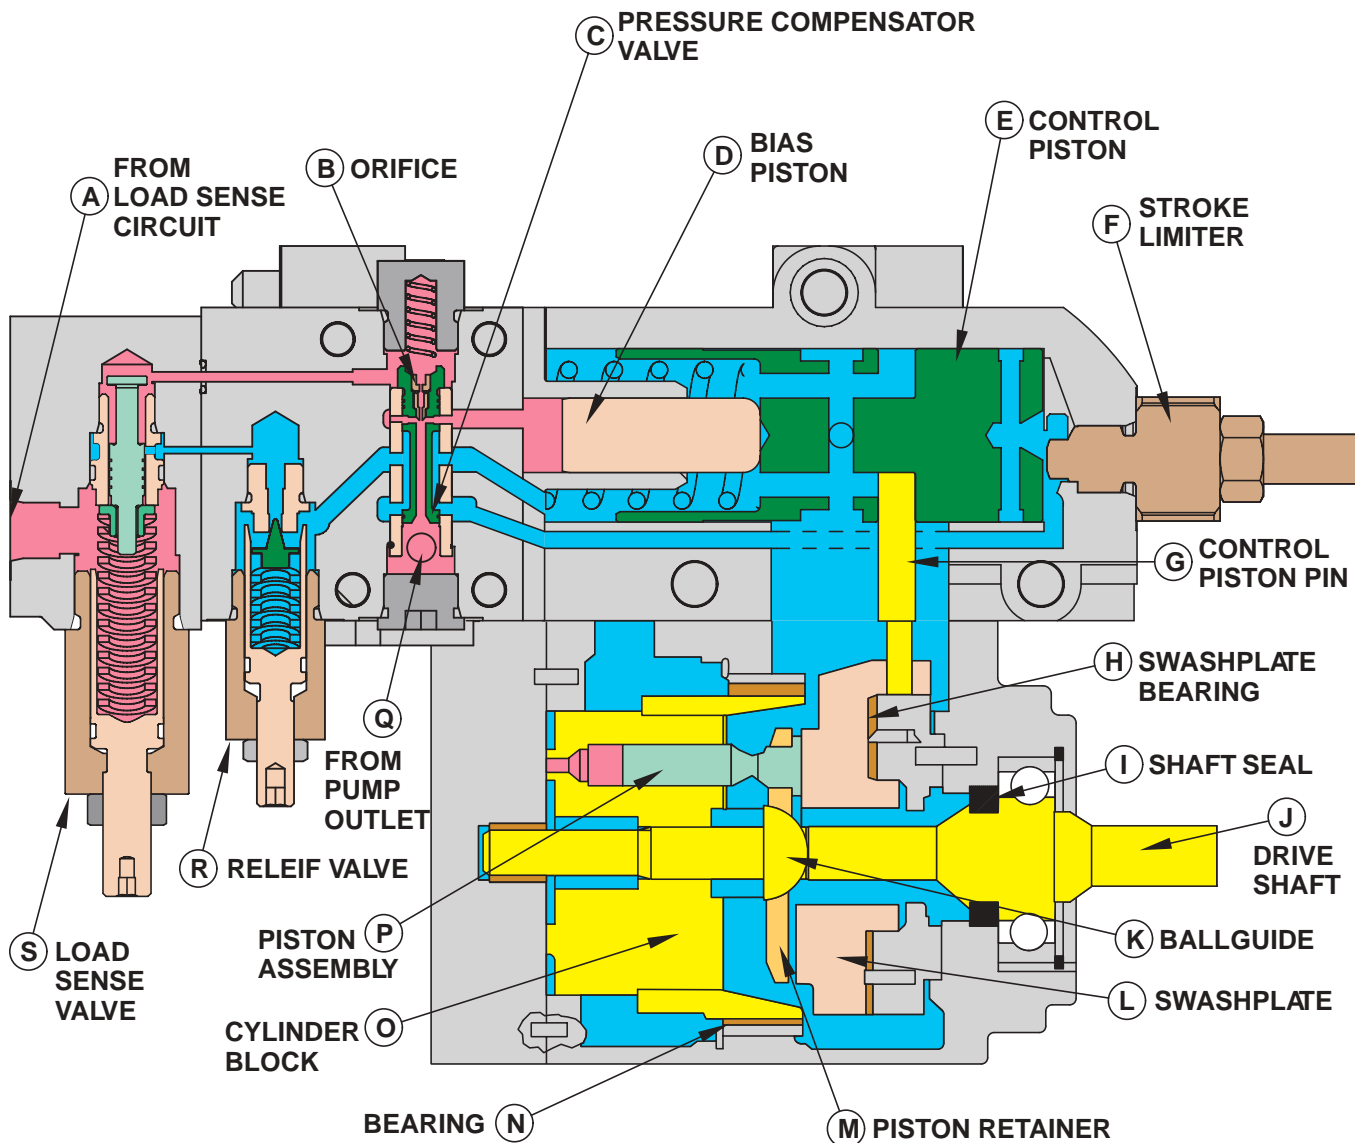 C PRESSURE COMPENSATOR
VALVE
E CONTROL
PISTON
D BIAS
PISTON
B ORIFICE
A FROM
LOAD SENSE
CIRCUIT
F STROKE
LIMITER
G CONTROL
PISTON PIN
H SWASHPLATE
BEARING
I SHAFT SEAL
J
DRIVE
SHAFT
K BALLGUIDE
L SWASHPLATE
M PISTON RETAINER
BEARING N
CYLINDER O
BLOCK
PISTON P
ASSEMBLY
Q
FROM
PUMP
OUTLET
R RELEIF VALVE
S LOAD
SENSE
VALVE